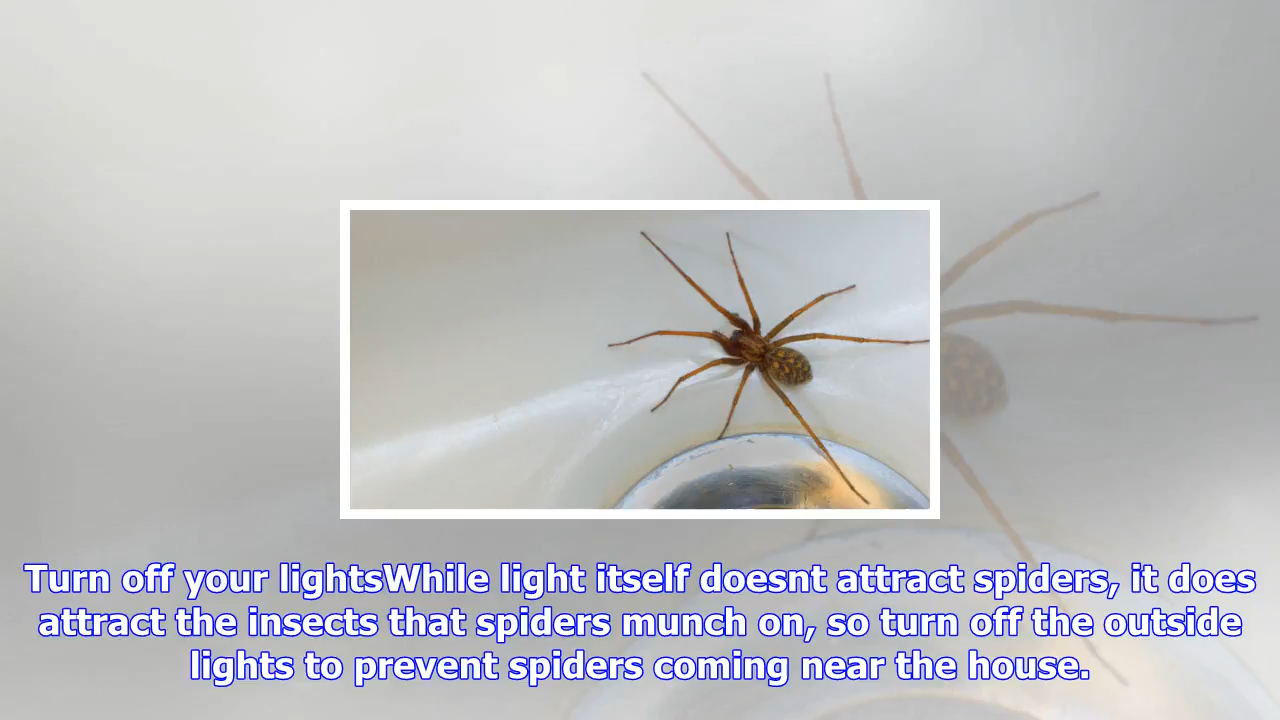 Turn off your lightsWhile light itself doesnt attract spiders, it does
attract the insects that spiders munch on, so turn off the outside
lights to prevent spiders coming near the house.